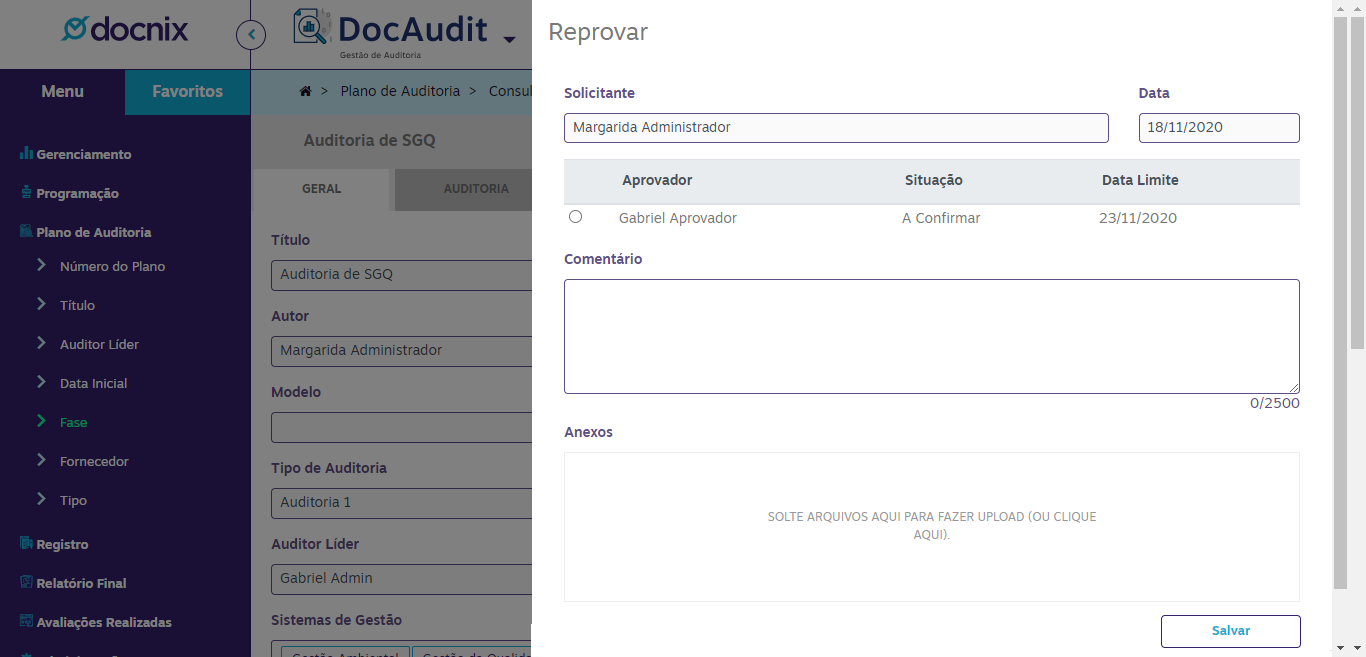 docnix
DocAudit
Gestão de Auditoria
Menu
Favoritos
Gerenciamento
Programação
Plano de Auditoria
Número do Plano
Título
Auditor Líder
Data Inicial
Fase
Fornecedor
Tipo
Registro
Relatório Final
Avaliações Realizadas
> Plano de Auditoria > Consul
Auditoria de SGQ
GERAL
AUDITORIA
Título
Auditoria de SGQ
Autor
Margarida Administrador
Modelo
Tipo de Auditoria
Auditoria 1
Auditor Líder
Gabriel Admin
Sistemas de Gestão
Reprovar
Solicitante
Data
Margarida Administrador
18/11/2020
Aprovador
Situação
Data Limite
Gabriel Aprovador
A Confirmar
23/11/2020
Comentário
0/2500
Anexos
SOLTE ARQUIVOS AQUI PARA FAZER UPLOAD (OU CLIQUE
AQUI).
Salvar